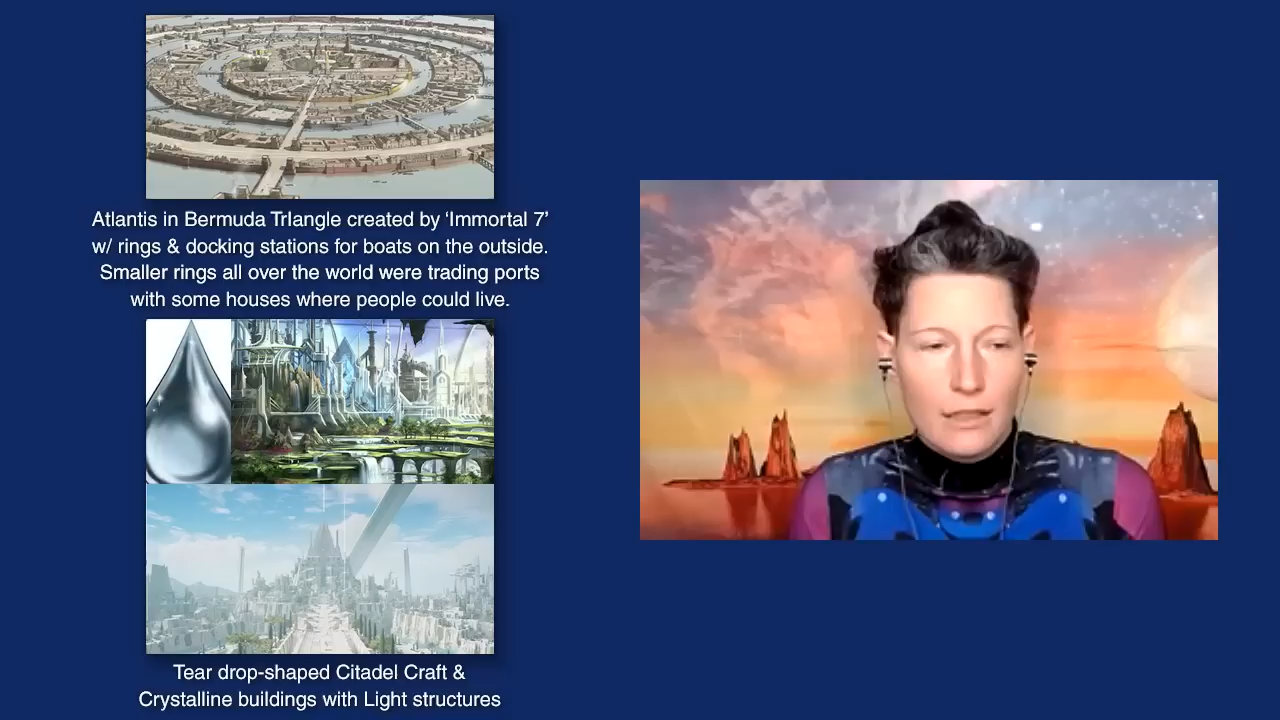 Atlantis in Bermuda TrIangle created by ‘Immortal 7’
w/ rings & docking stations for boats on the outside.
Smaller rings all over the world were trading ports
with some houses where people could live.
Tear drop-shaped Citadel Craft &
Crystalline buildings with Light structures